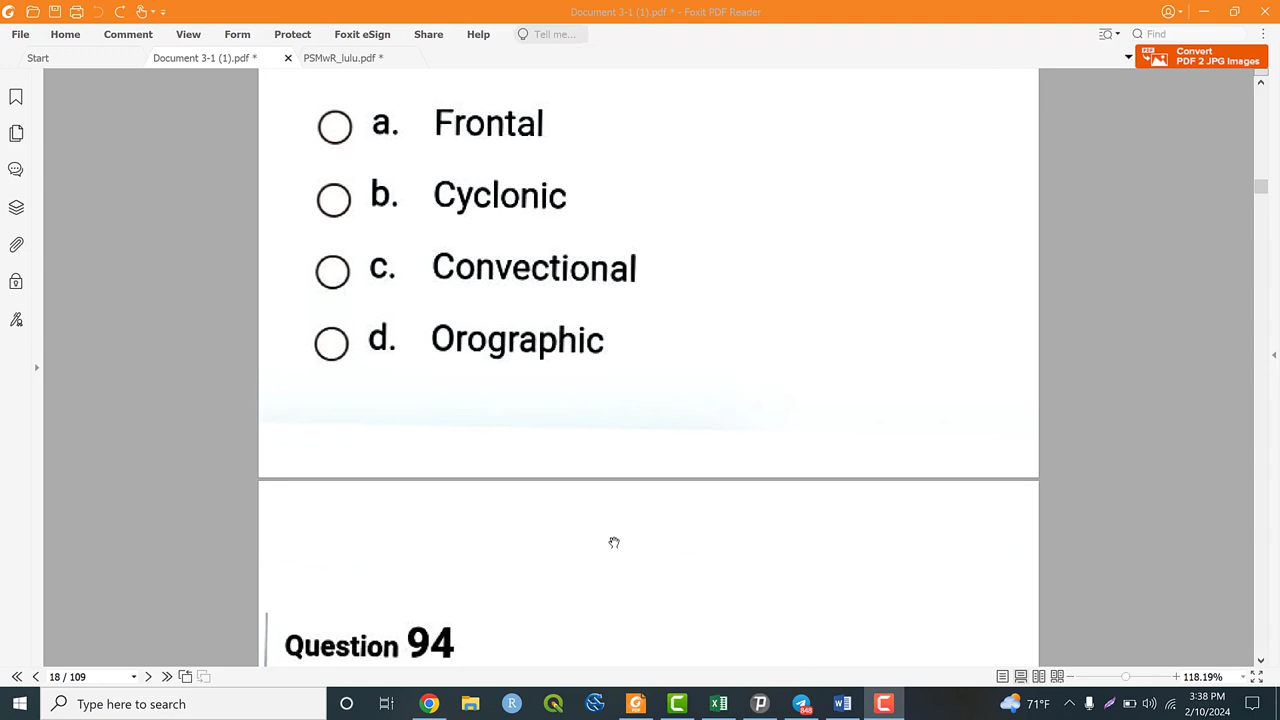 Document 3-1 (1).pdf * - Foxit PDF Reader
File Home Comment View Form Protect Foxit eSign Share Help Tell me... Find
Start Document 3-1 (1).pdf * PSMwR_lulu.pdf * Convert
PDF 2 JPG Images
a. Frontal
b. Cyclonic
c. Convectional
d. Orographic
Question 94
18 / 109 118.19%
Type here to search 848 71°F 3:38 PM
2/10/2024